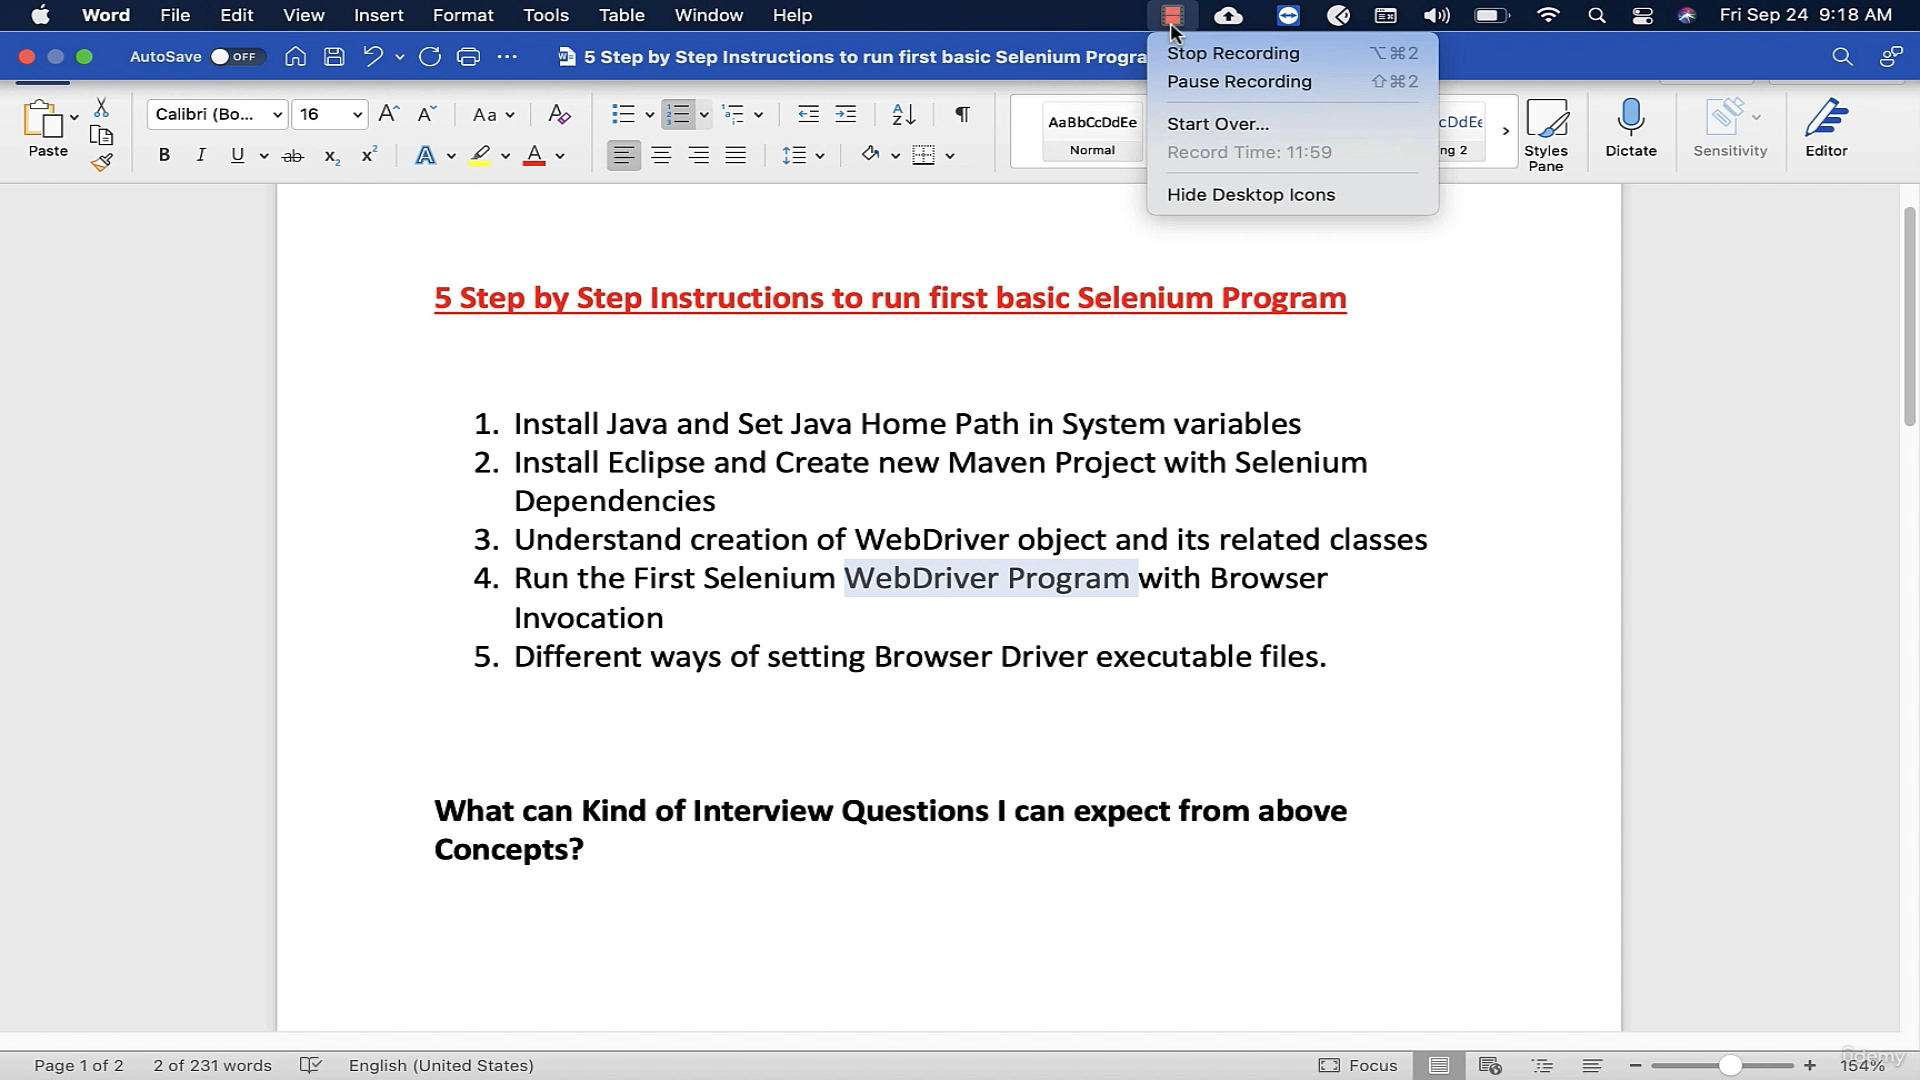 Word File Edit View Insert Format Tools Table Window Help Fri Sep 24 9:18 AM
AutoSave OFF 5 Step by Step Instructions to run first basic Selenium Progra
Stop Recording ⌥⌘2
Pause Recording ⇧⌘2
Start Over...
Record Time: 11:59
Hide Desktop Icons
Paste Calibri (Bo... 16 Aa
AaBbCcDdEe
Normal
cDdEe
ng 2
Styles
Pane
Dictate
Sensitivity
Editor
5 Step by Step Instructions to run first basic Selenium Program
1. Install Java and Set Java Home Path in System variables
2. Install Eclipse and Create new Maven Project with Selenium
Dependencies
3. Understand creation of WebDriver object and its related classes
4. Run the First Selenium WebDriver Program with Browser
Invocation
5. Different ways of setting Browser Driver executable files.
What can Kind of Interview Questions I can expect from above
Concepts?
Page 1 of 2 2 of 231 words English (United States) Focus 154%
ûdemy